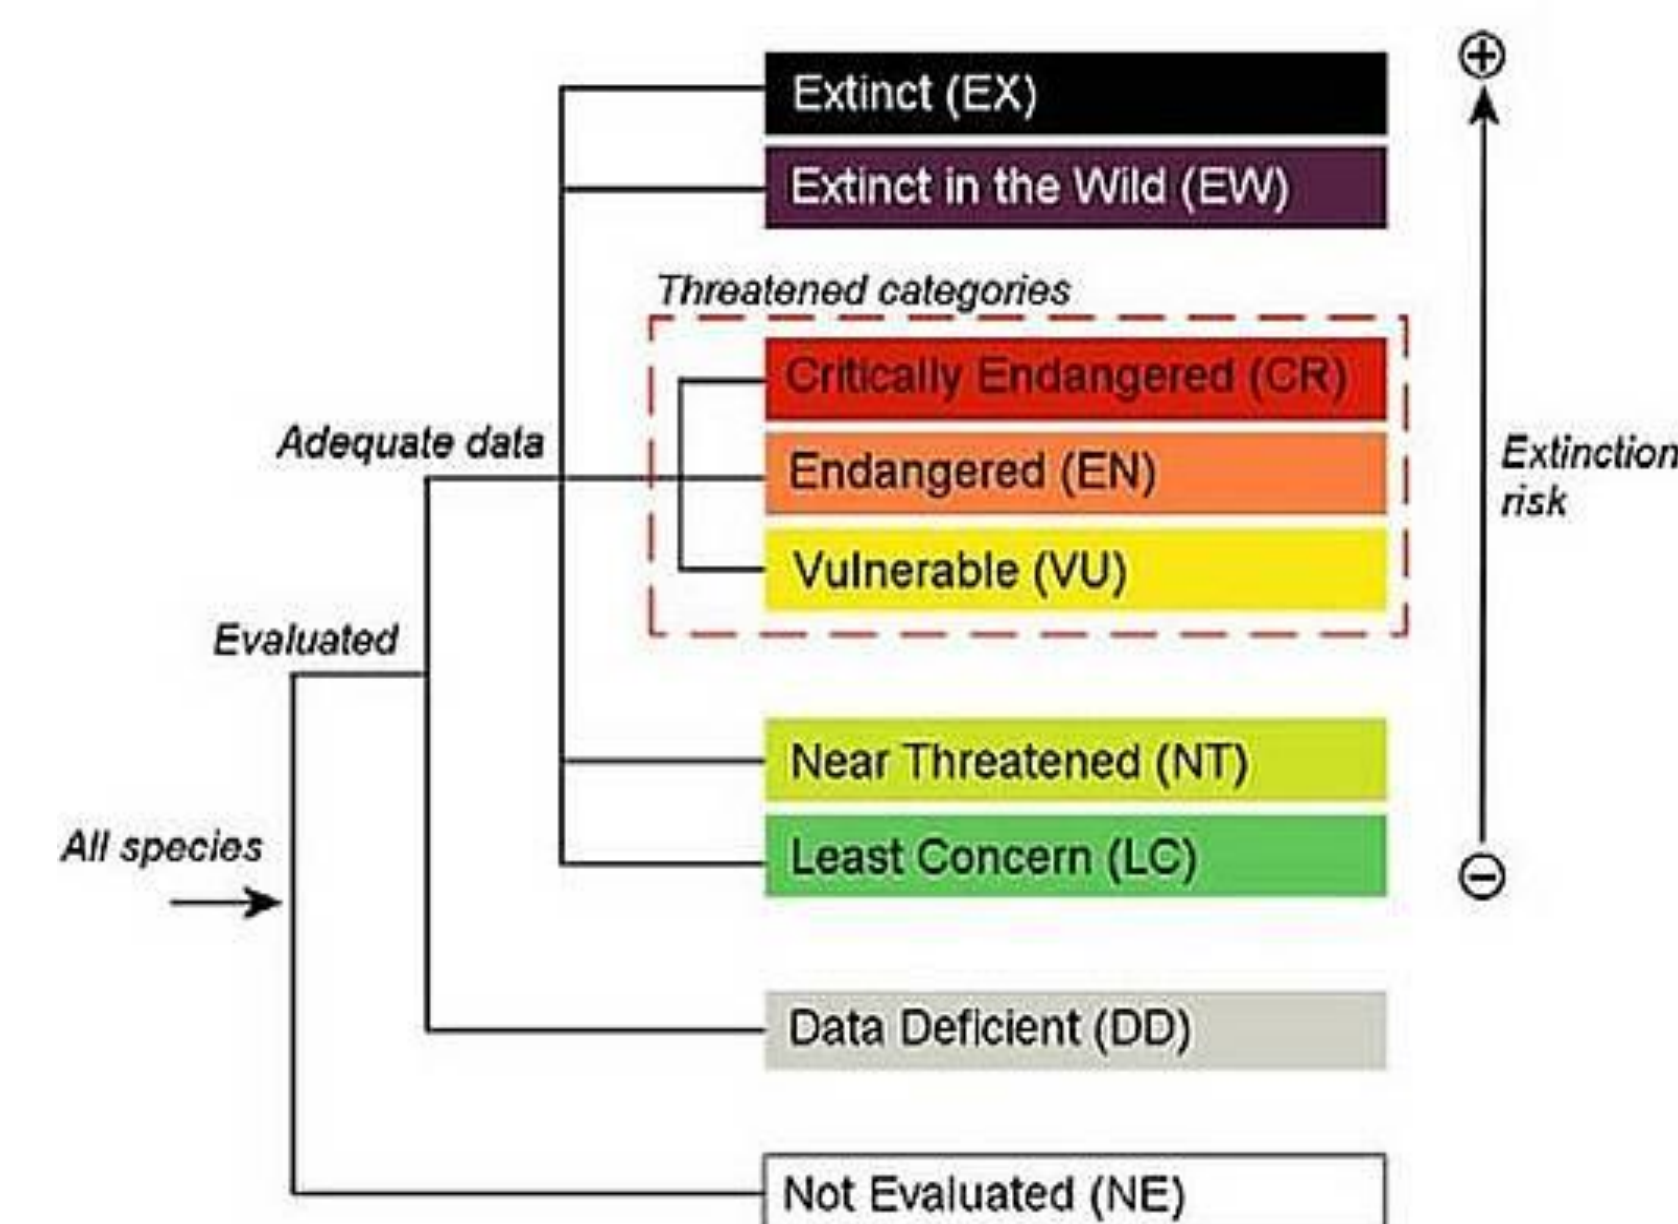 Extinct (EX)
Extinct in the Wild (EW)
Threatened categories
Critically Endangered (CR)
Adequate data
Endangered (EN)
Extinction
risk
Vulnerable (VU)
Evaluated
Near Threatened (NT)
All species
Least Concern (LC)
Data Deficient (DD)
Not Evaluated (NE)